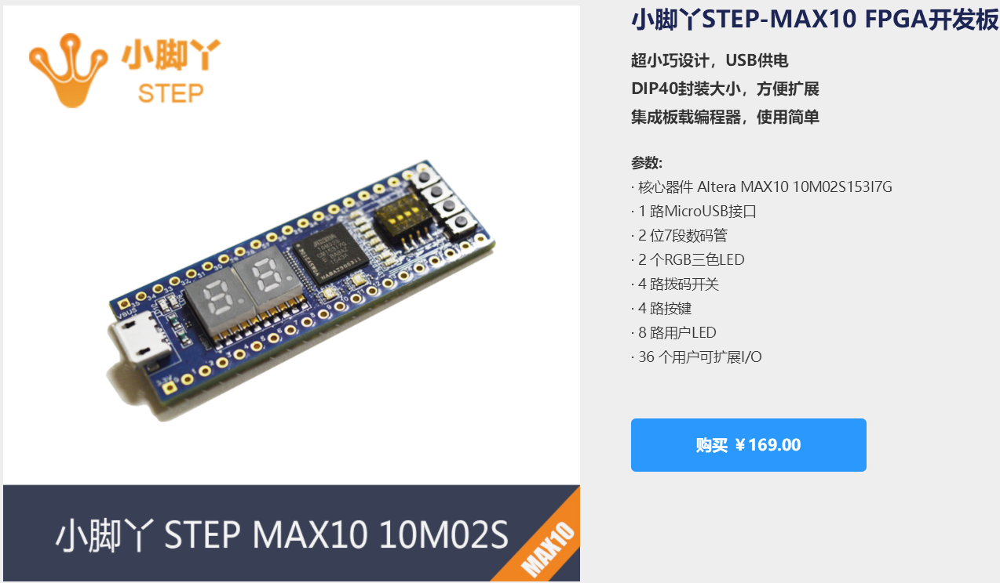 小脚丫
STEP
VBUS
3.3V
小脚丫 STEP MAX10 10M02S
MAX10
小脚丫STEP-MAX10 FPGA开发板
超小巧设计，USB供电
DIP40封装大小，方便扩展
集成板载编程器，使用简单
参数:
· 核心器件 Altera MAX10 10M02S153I7G
· 1 路MicroUSB接口
· 2 位7段数码管
· 2 个RGB三色LED
· 4 路拨码开关
· 4 路按键
· 8 路用户LED
· 36 个用户可扩展I/O
购买 ￥169.00